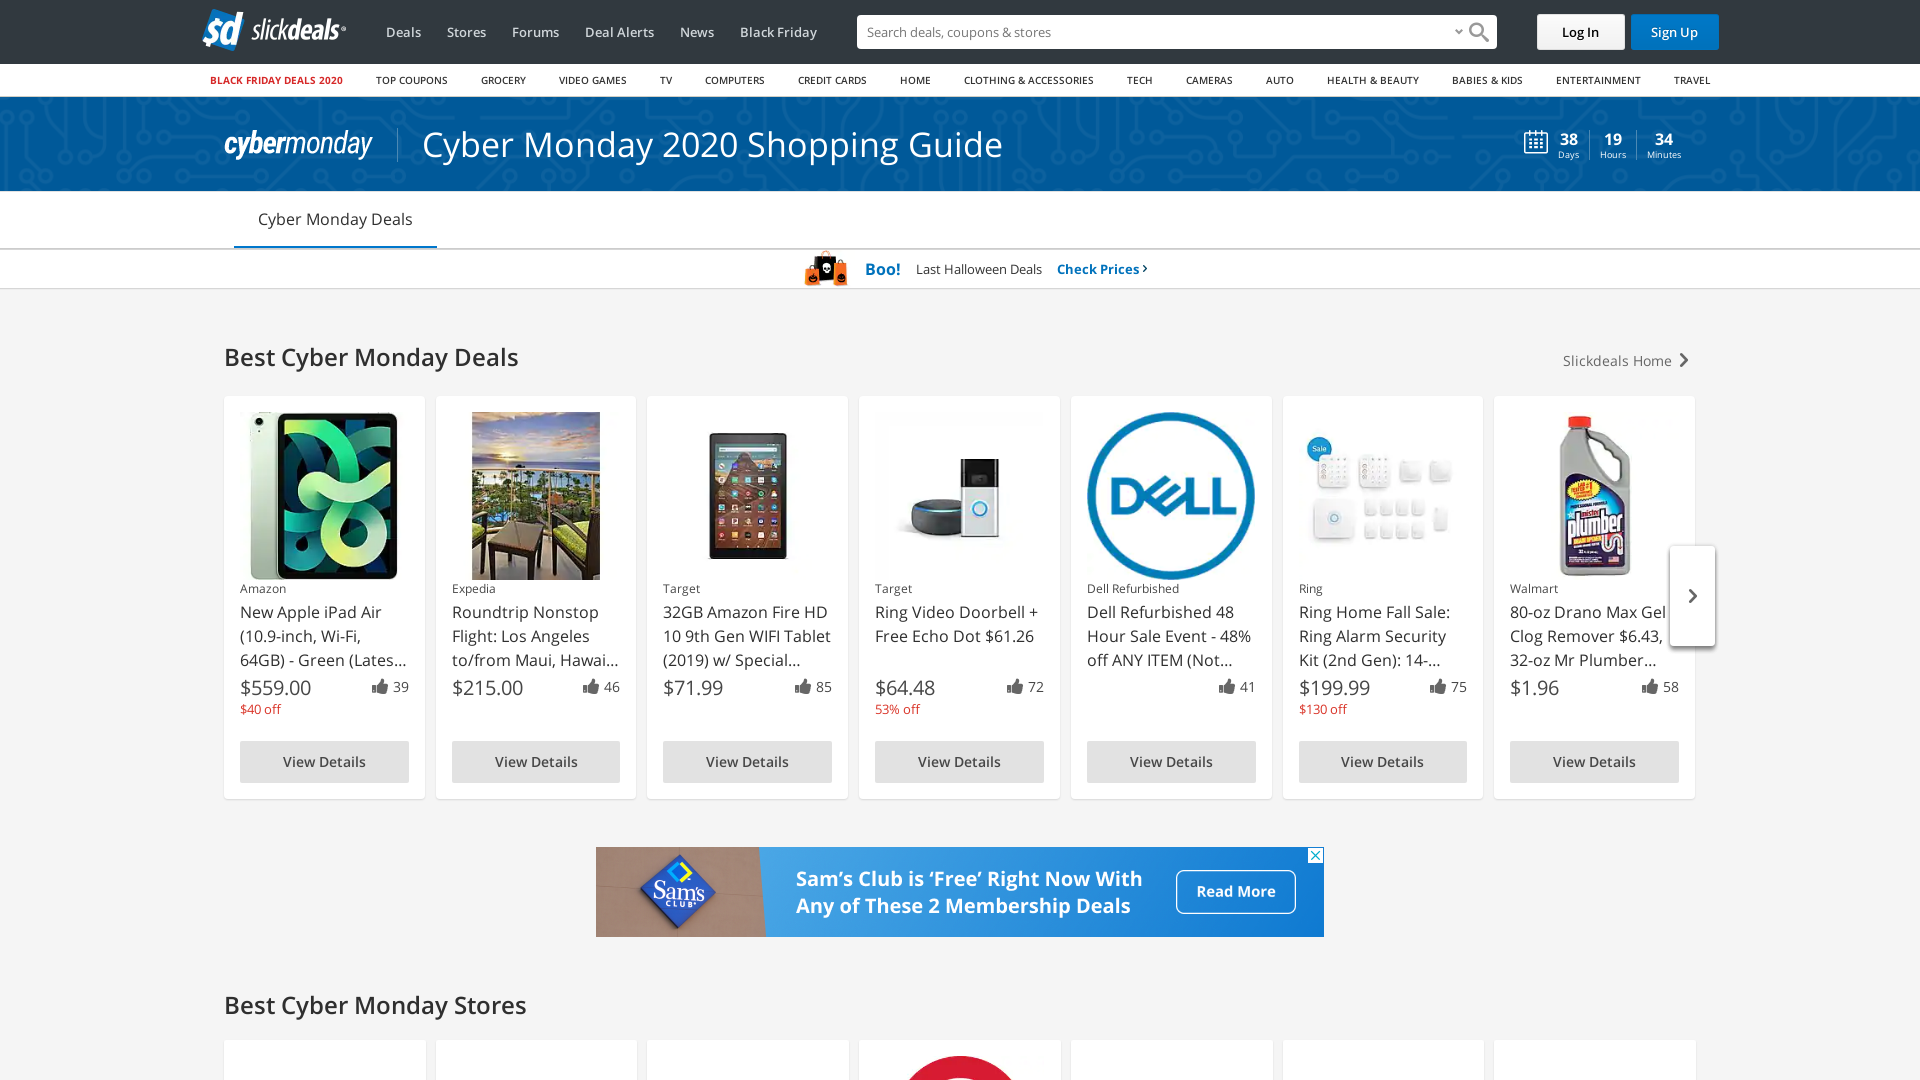 sd slickdeals
Deals
Stores
Forums
Deal Alerts
News
Black Friday
Search deals, coupons & stores
Log In
Sign Up
BLACK FRIDAY DEALS 2020
TOP COUPONS
GROCERY
VIDEO GAMES
TV
COMPUTERS
CREDIT CARDS
HOME
CLOTHING & ACCESSORIES
TECH
CAMERAS
AUTO
HEALTH & BEAUTY
BABIES & KIDS
ENTERTAINMENT
TRAVEL
cybermonday
Cyber Monday 2020 Shopping Guide
38
Days
19
Hours
34
Minutes
Cyber Monday Deals
Boo!
Last Halloween Deals
Check Prices
Best Cyber Monday Deals
Slickdeals Home
Amazon
New Apple iPad Air
(10.9-inch, Wi-Fi,
64GB) - Green (Lates...
$559.00
39
$40 off
View Details
Expedia
Roundtrip Nonstop
Flight: Los Angeles
to/from Maui, Hawai...
$215.00
46
View Details
Target
32GB Amazon Fire HD
10 9th Gen WIFI Tablet
(2019) w/ Special...
$71.99
85
View Details
Target
Ring Video Doorbell +
Free Echo Dot $61.26
$64.48
72
53% off
View Details
DELL
Dell Refurbished
Dell Refurbished 48
Hour Sale Event - 48%
off ANY ITEM (Not...
41
View Details
Sale
Ring
Ring Home Fall Sale:
Ring Alarm Security
Kit (2nd Gen): 14-...
$199.99
75
$130 off
View Details
mister
plumber
Walmart
80-oz Drano Max Gel
Clog Remover $6.43,
32-oz Mr Plumber...
$1.96
58
View Details
Sam's
CLUB
Sam's Club is ‘Free’ Right Now With
Any of These 2 Membership Deals
Read More
Best Cyber Monday Stores